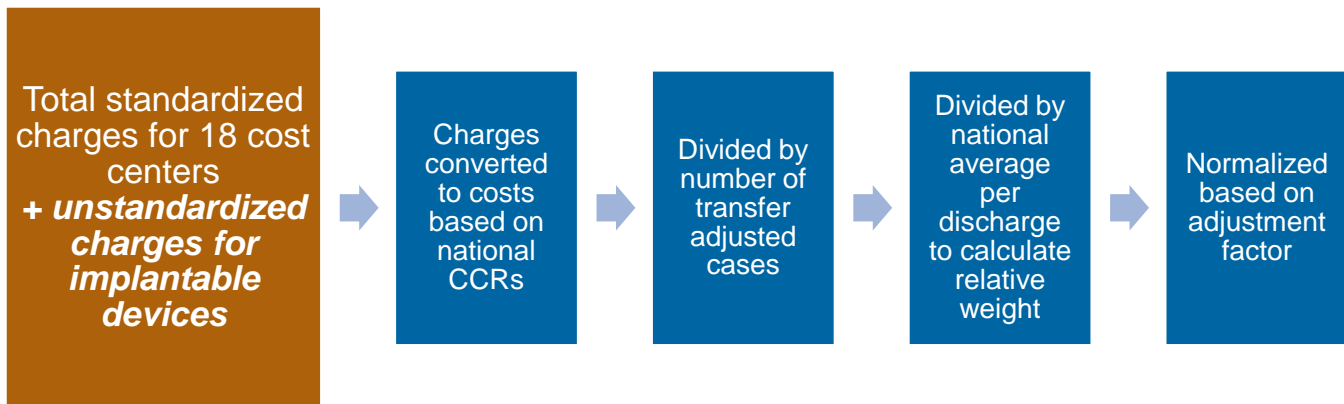 Total standardized
charges for 18 cost
centers
+ unstandardized
charges for
implantable
devices
Charges
converted
to costs
based on
national
CCRs
Divided by
number of
transfer
adjusted
cases
Divided by
national
average
per
discharge
to calculate
relative
weight
Normalized
based on
adjustment
factor